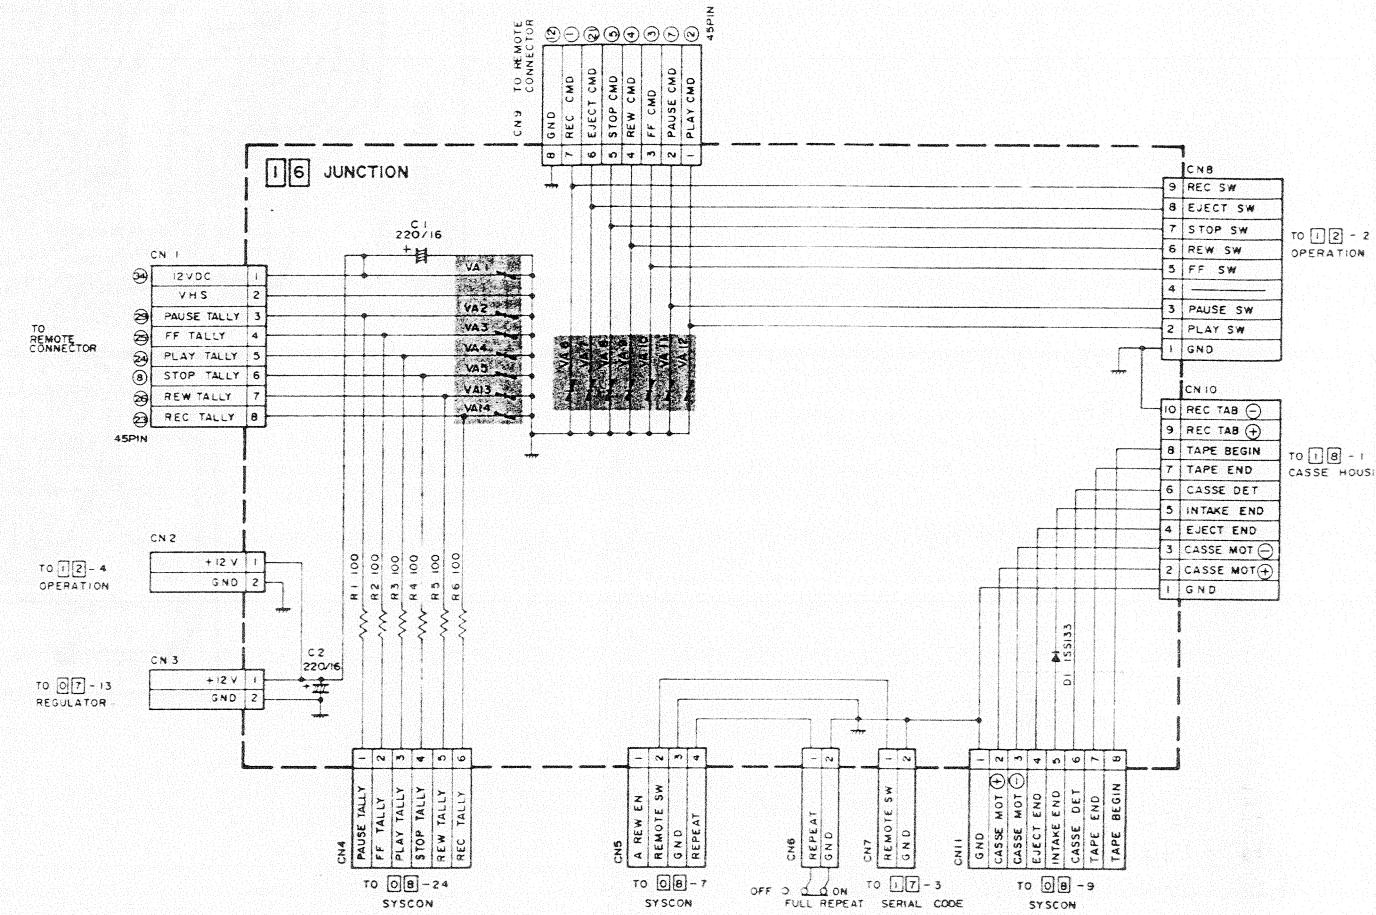 TO REMOTE CONNECTOR
45PIN
12 1 21 5 4 3 7 2
CN9
GND
REC CMD
EJECT CMD
STOP CMD
REW CMD
FF CMD
PAUSE CMD
PLAY CMD
8 7 6 5 4 3 2 1
16 JUNCTION
C1
220/16
+
CN 1
34 12VDC 1
VHS 2
29 PAUSE TALLY 3
25 FF TALLY 4
24 PLAY TALLY 5
8 STOP TALLY 6
26 REW TALLY 7
23 REC TALLY 8
45PIN
TO
REMOTE
CONNECTOR
VA1
VA2
VA3
VA4
VA5
VA13
VA14
VA6
VA7
VA8
VA9
VA10
VA11
VA12
CN8
9 REC SW
8 EJECT SW
7 STOP SW
6 REW SW
5 FF SW
4
3 PAUSE SW
2 PLAY SW
1 GND
TO 12-2
OPERATION
CN10
10 REC TAB -
9 REC TAB +
8 TAPE BEGIN
7 TAPE END
6 CASSE DET
5 INTAKE END
4 EJECT END
3 CASSE MOT -
2 CASSE MOT +
1 GND
TO 18-1
CASSE HOUSI
CN2
+12V 1
GND 2
TO 12-4
OPERATION
CN3
+12V 1
GND 2
TO 07-13
REGULATOR
C2
220/16
+
R1 100
R2 100
R3 100
R4 100
R5 100
R6 100
D1 1SS133
CN4
1 PAUSE TALLY
2 FF TALLY
3 PLAY TALLY
4 STOP TALLY
5 REW TALLY
6 REC TALLY
TO 08-24
SYSCON
CN5
1 A REW EN
2 REMOTE SW
3 GND
4 REPEAT
TO 08-7
SYSCON
CN6
1 REPEAT
2 GND
OFF ON
FULL REPEAT
CN7
1 REMOTE SW
2 GND
TO 17-3
SERIAL CODE
CN11
1 GND
2 CASSE MOT +
3 CASSE MOT -
4 EJECT END
5 INTAKE END
6 CASSE DET
7 TAPE END
8 TAPE BEGIN
TO 08-9
SYSCON